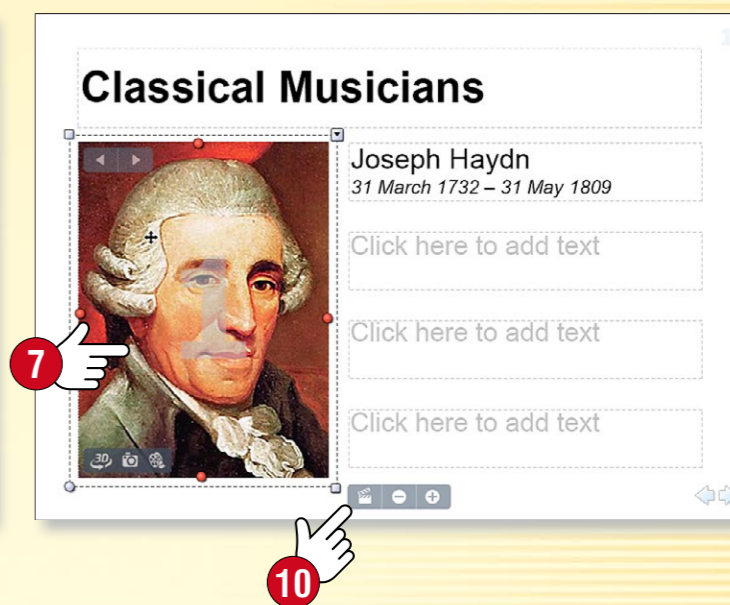 Classical Musicians
Joseph Haydn
31 March 1732 – 31 May 1809
Click here to add text
Click here to add text
Click here to add text
3D
7
10